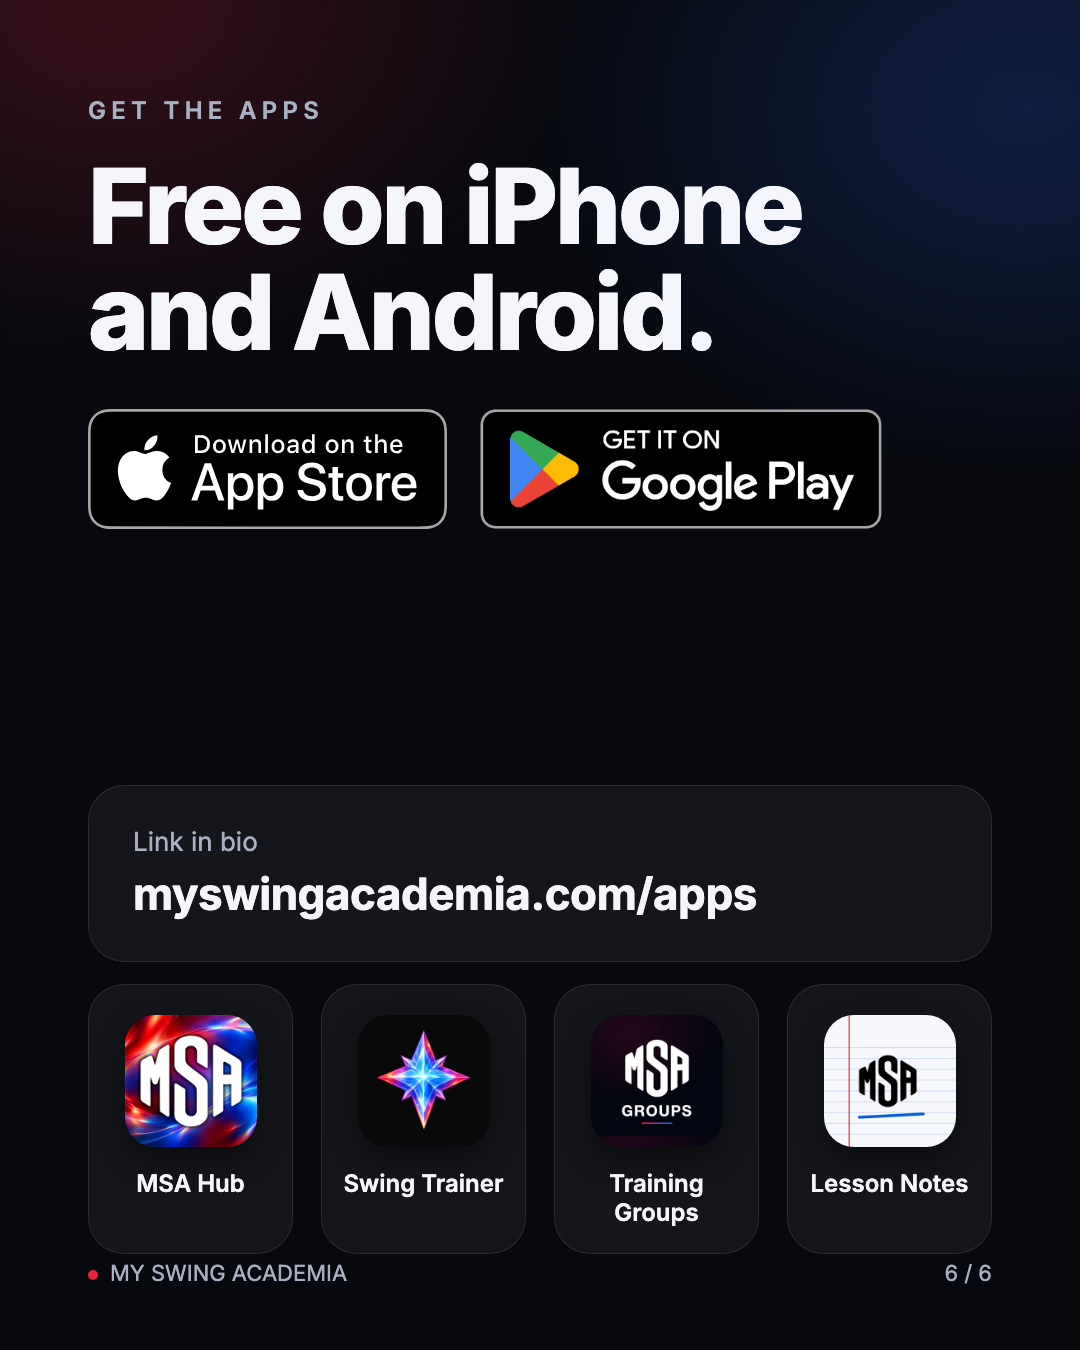 GET THE APPS
Free on iPhone
and Android.
Download on the
App Store
GET IT ON
Google Play
Link in bio
myswingacademia.com/apps
MSA
MSA
GROUPS
MSA
MSA Hub
Swing Trainer
Training
Groups
Lesson Notes
MY SWING ACADEMIA
6 / 6